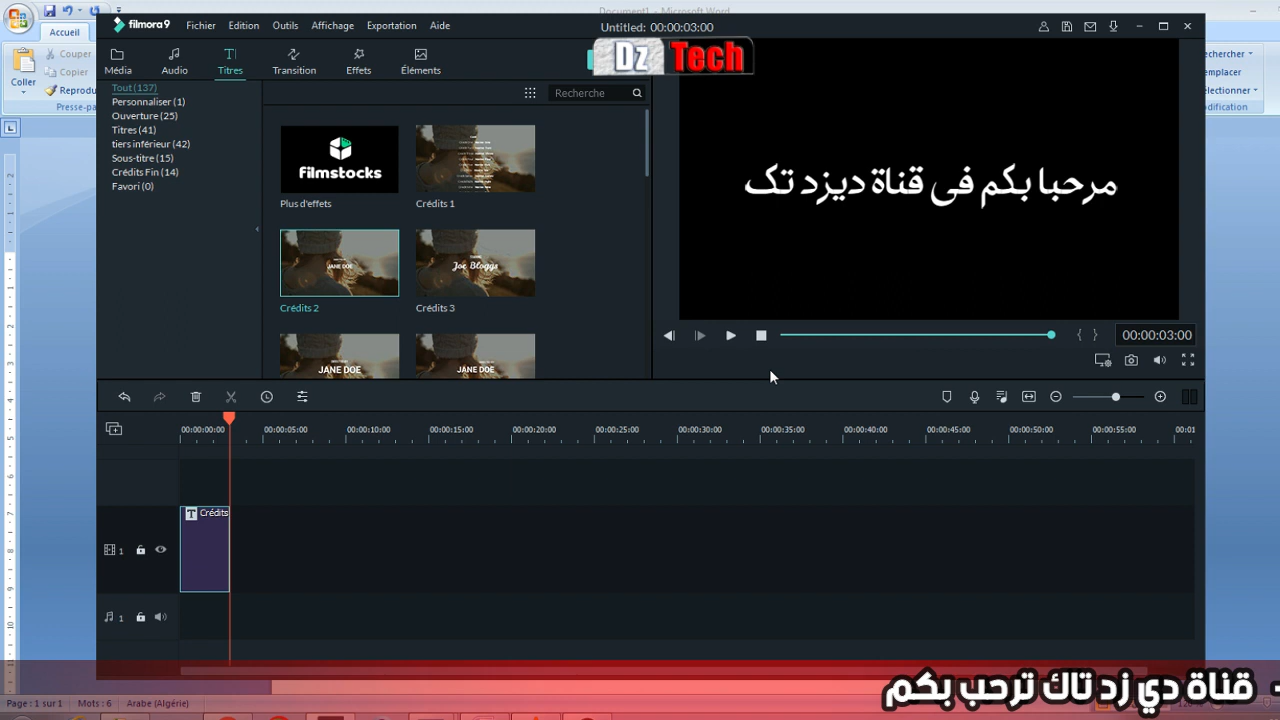 Document1 - Microsoft Word
Accueil
Couper
Copier
Reprodu
Coller
Presse-pa
filmora9
Fichier Edition Outils Affichage Exportation Aide
Untitled: 00:00:03:00
Dz Tech
Média Audio Titres Transition Effets Éléments
Tout (137)
Personnaliser (1)
Ouverture (25)
Titres (41)
tiers inférieur (42)
Sous-titre (15)
Crédits Fin (14)
Favori (0)
Recherche
filmstocks
Plus d'effets
Crédits 1
JANE DOE
Crédits 2
Joe Bloggs
Crédits 3
JANE DOE
JANE DOE
مرحبا بكم فى قناة ديزد تك
00:00:03:00
echercher
emplacer
électionner
odification
00:00:00:00 00:00:05:00 00:00:10:00 00:00:15:00 00:00:20:00 00:00:25:00 00:00:30:00 00:00:35:00 00:00:40:00 00:00:45:00 00:00:50:00 00:00:55:00 00:01
T Crédits
1
1
قناة دي زد تاك ترحب بكم -
Page : 1 sur 1 Mots : 6 Arabe (Algérie)